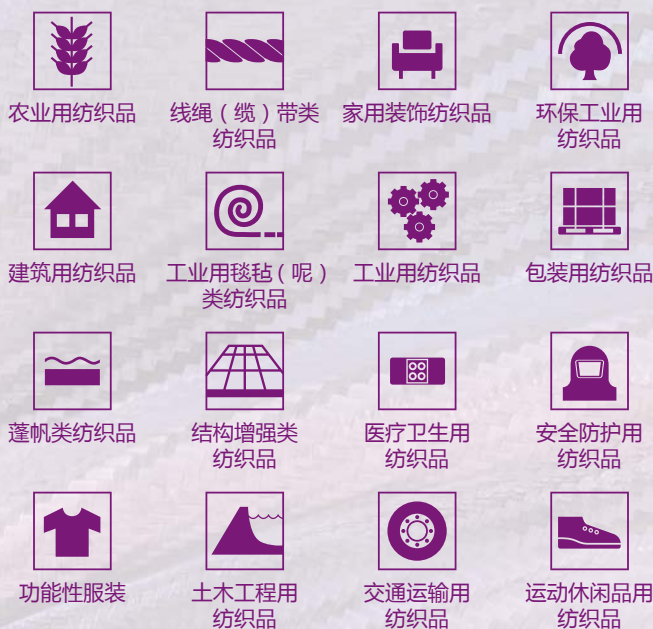 农业用纺织品
线绳（缆）带类
纺织品
家用装饰纺织品
环保工业用
纺织品
建筑用纺织品
工业用毯毡（呢）
类纺织品
工业用纺织品
包装用纺织品
蓬帆类纺织品
结构增强类
纺织品
医疗卫生用
纺织品
安全防护用
纺织品
功能性服装
土木工程用
纺织品
交通运输用
纺织品
运动休闲品用
纺织品